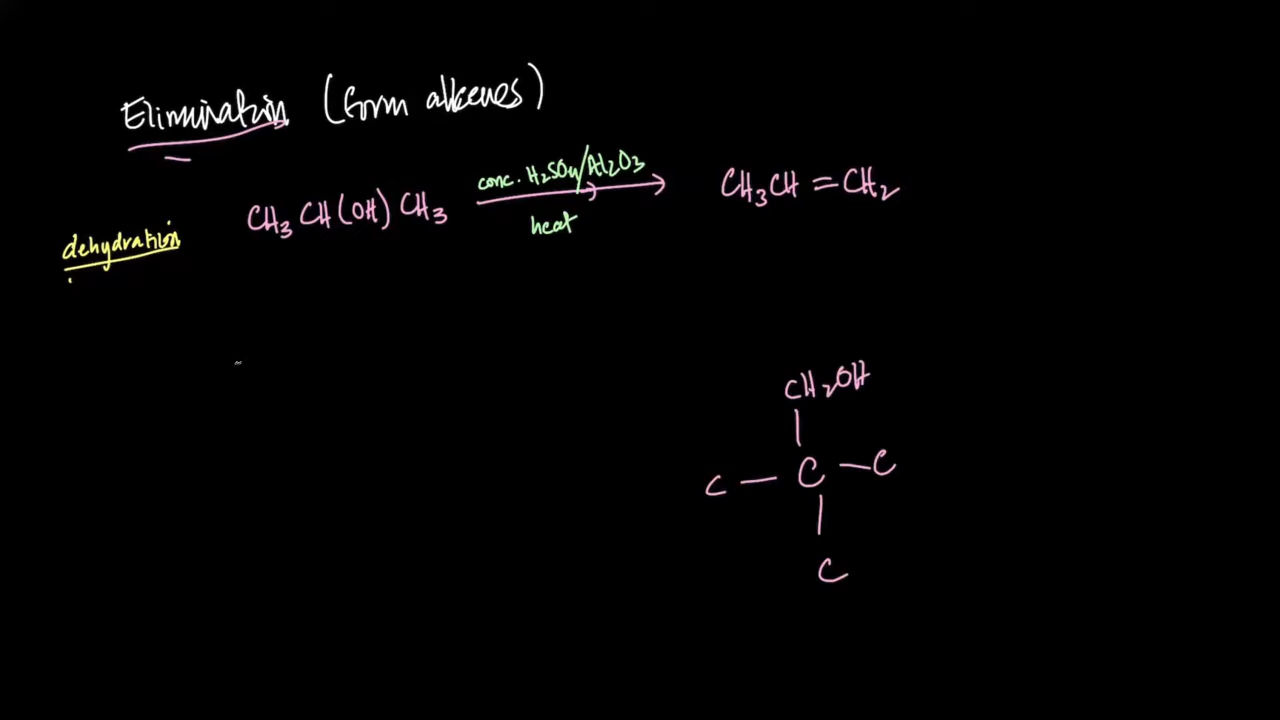 Elimination (form alkenes)
conc. H2SO4/Al2O3
CH3CH(OH)CH3 → CH3CH=CH2
heat
dehydration
CH2OH
C — C — C
C